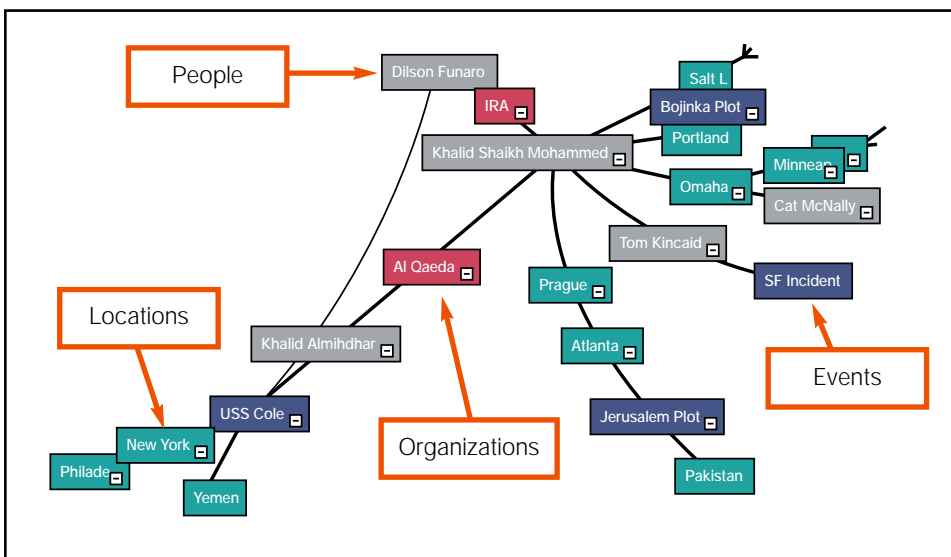 People
Dilson Funaro
IRA
Salt L
Bojinka Plot
Portland
Khalid Shaikh Mohammed
Minneap
Omaha
Cat McNally
Tom Kincaid
Al Qaeda
SF Incident
Prague
Locations
Khalid Almihdhar
Atlanta
Events
USS Cole
Jerusalem Plot
New York
Organizations
Philade
Pakistan
Yemen